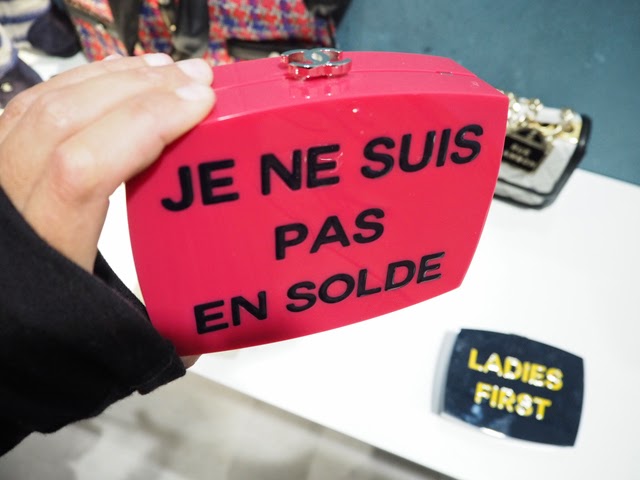 JE NE SUIS
PAS
EN SOLDE
LADIES
FIRST